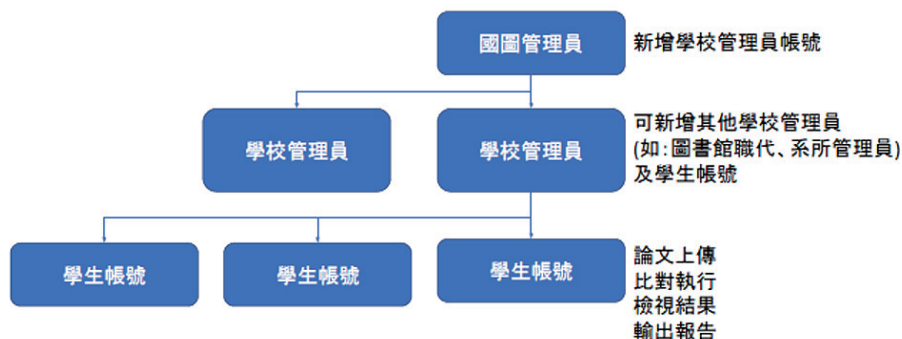 國圖管理員
新增學校管理員帳號
學校管理員
學校管理員
可新增其他學校管理員
(如:圖書館職代、系所管理員)
及學生帳號
學生帳號
學生帳號
學生帳號
論文上傳
比對執行
檢視結果
輸出報告